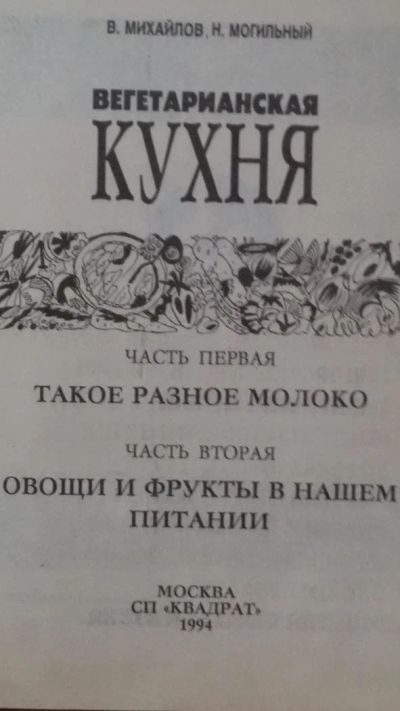 В. МИХАЙЛОВ, Н. МОГИЛЬНЫЙ
ВЕГЕТАРИАНСКАЯ
КУХНЯ
ЧАСТЬ ПЕРВАЯ
ТАКОЕ РАЗНОЕ МОЛОКО
ЧАСТЬ ВТОРАЯ
ОВОЩИ И ФРУКТЫ В НАШЕМ
ПИТАНИИ
МОСКВА
СП «КВАДРАТ»
1994